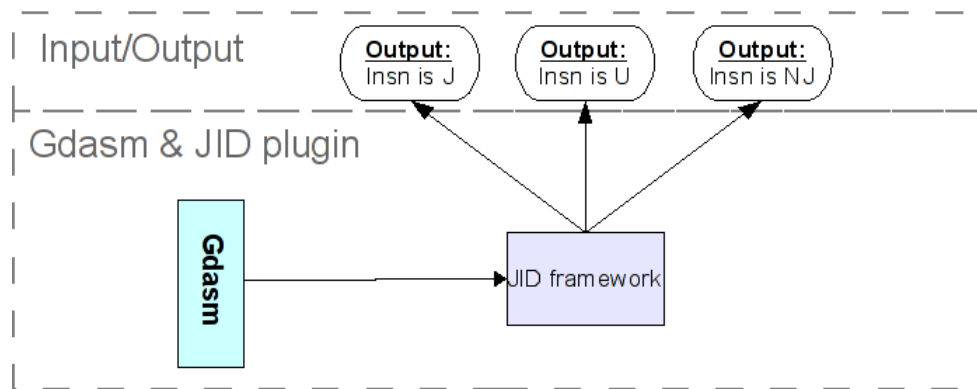 Input/Output
Output:
Insn is J
Output:
Insn is U
Output:
Insn is NJ
Gdasm & JID plugin
Gdasm
JID framework